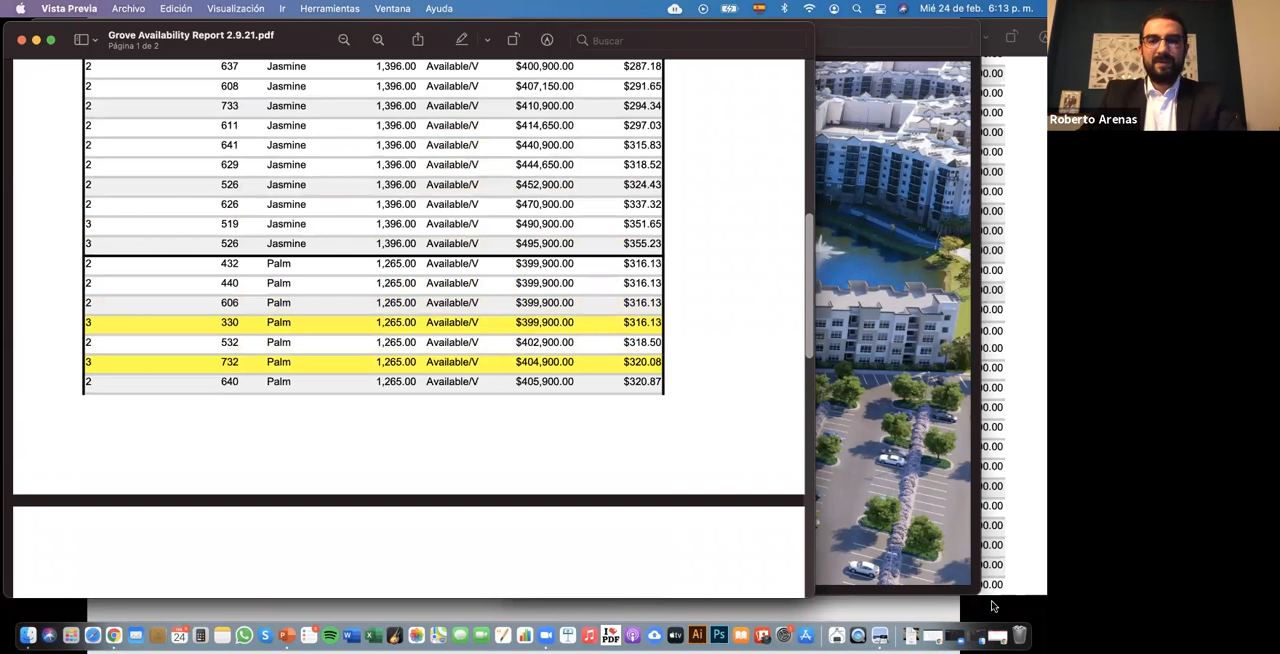 Vista Previa Archivo Edición Visualización Ir Herramientas Ventana Ayuda Mié 24 de feb. 6:13 p. m.
Grove Availability Report 2.9.21.pdf
Página 1 de 2
Buscar
2 637 Jasmine 1,396.00 Available/V $400,900.00 $287.18
2 608 Jasmine 1,396.00 Available/V $407,150.00 $291.65
2 733 Jasmine 1,396.00 Available/V $410,900.00 $294.34
2 611 Jasmine 1,396.00 Available/V $414,650.00 $297.03
2 641 Jasmine 1,396.00 Available/V $440,900.00 $315.83
2 629 Jasmine 1,396.00 Available/V $444,650.00 $318.52
2 526 Jasmine 1,396.00 Available/V $452,900.00 $324.43
2 626 Jasmine 1,396.00 Available/V $470,900.00 $337.32
3 519 Jasmine 1,396.00 Available/V $490,900.00 $351.65
3 526 Jasmine 1,396.00 Available/V $495,900.00 $355.23
2 432 Palm 1,265.00 Available/V $399,900.00 $316.13
2 440 Palm 1,265.00 Available/V $399,900.00 $316.13
2 606 Palm 1,265.00 Available/V $399,900.00 $316.13
3 330 Palm 1,265.00 Available/V $399,900.00 $316.13
2 532 Palm 1,265.00 Available/V $402,900.00 $318.50
3 732 Palm 1,265.00 Available/V $404,900.00 $320.08
2 640 Palm 1,265.00 Available/V $405,900.00 $320.87
Roberto Arenas